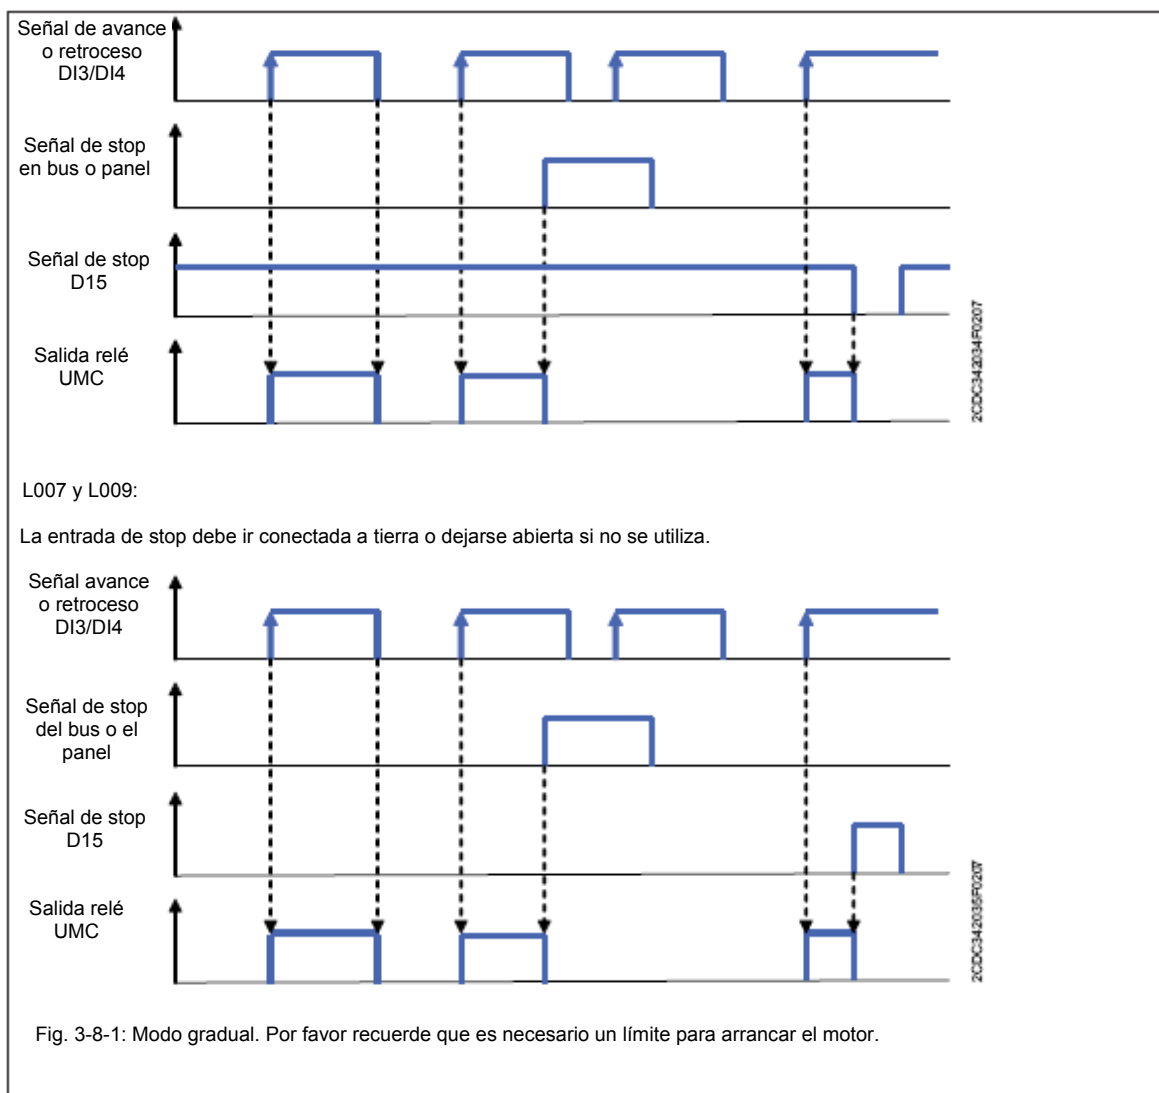 Señal de avance
o retroceso
DI3/DI4
Señal de stop
en bus o panel
Señal de stop
D15
Salida relé
UMC
2CDC342034F0207
L007 y L009:
La entrada de stop debe ir conectada a tierra o dejarse abierta si no se utiliza.
Señal avance
o retroceso
DI3/DI4
Señal de stop
del bus o el
panel
Señal de stop
D15
Salida relé
UMC
2CDC342035F0207
Fig. 3-8-1: Modo gradual. Por favor recuerde que es necesario un límite para arrancar el motor.